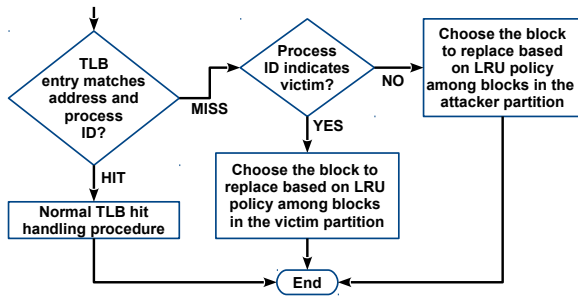 TLB
entry matches
address and
process
ID?
MISS
HIT
Normal TLB hit
handling procedure
Process
ID indicates
victim?
NO
YES
Choose the block to
replace based on LRU
policy among blocks
in the victim partition
Choose the block
to replace based
on LRU policy
among blocks in the
attacker partition
End